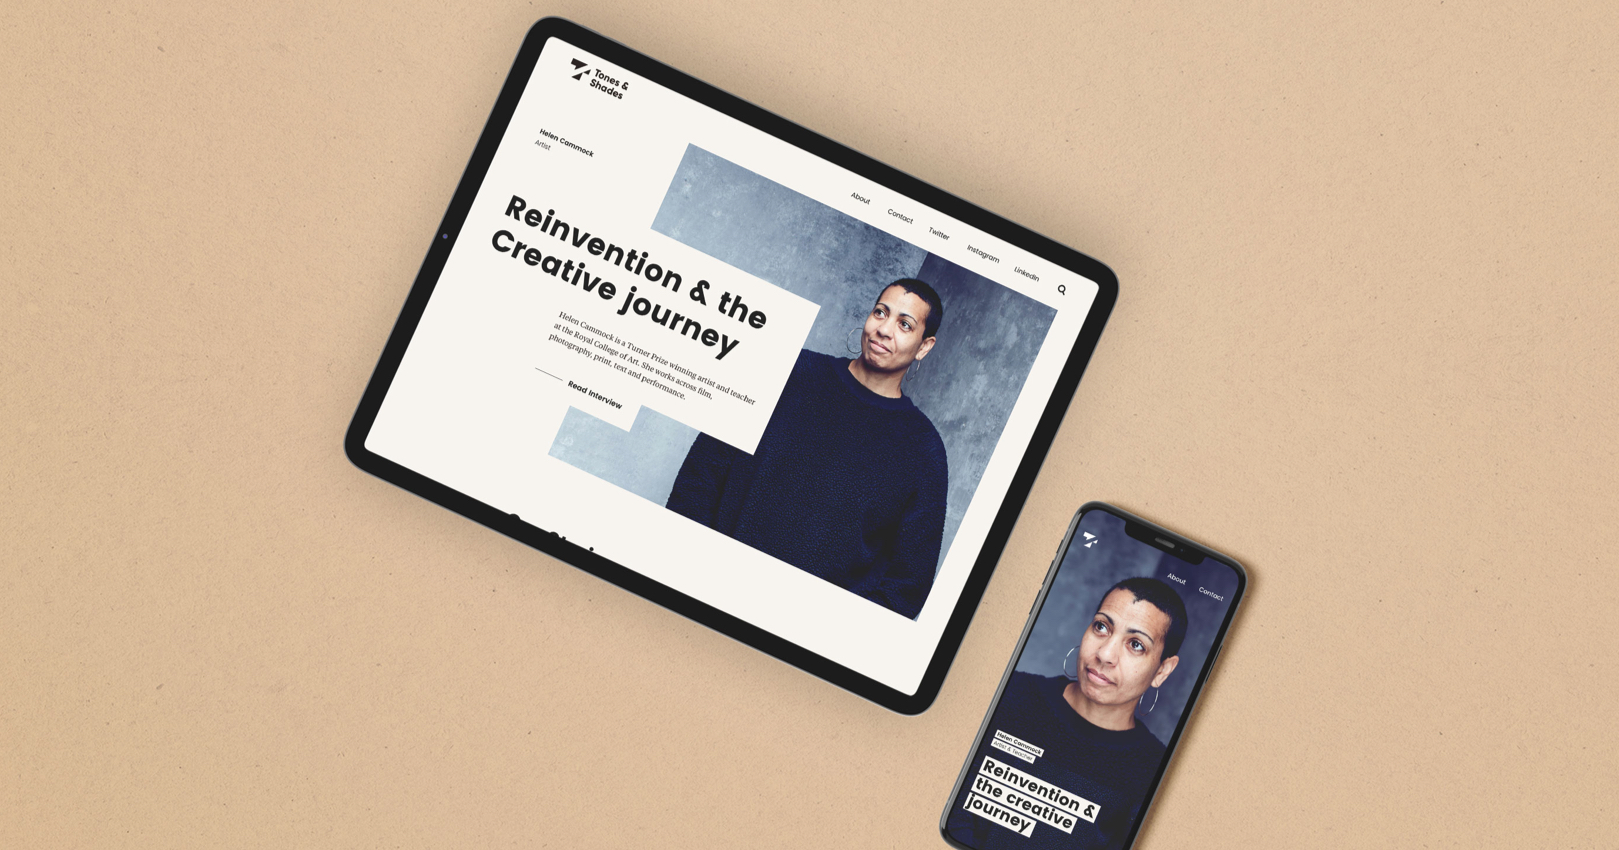 Tones &
Shades
Helen Cammock
Artist
About
Contact
Twitter
Instagram
LinkedIn
Reinvention & the
Creative journey
Helen Cammock is a Turner Prize winning artist and teacher
at the Royal College of Art. She works across film,
photography, print, text and performance.
Read Interview
About
Contact
Helen Cammock
Artist & Teacher
Reinvention &
the creative
journey